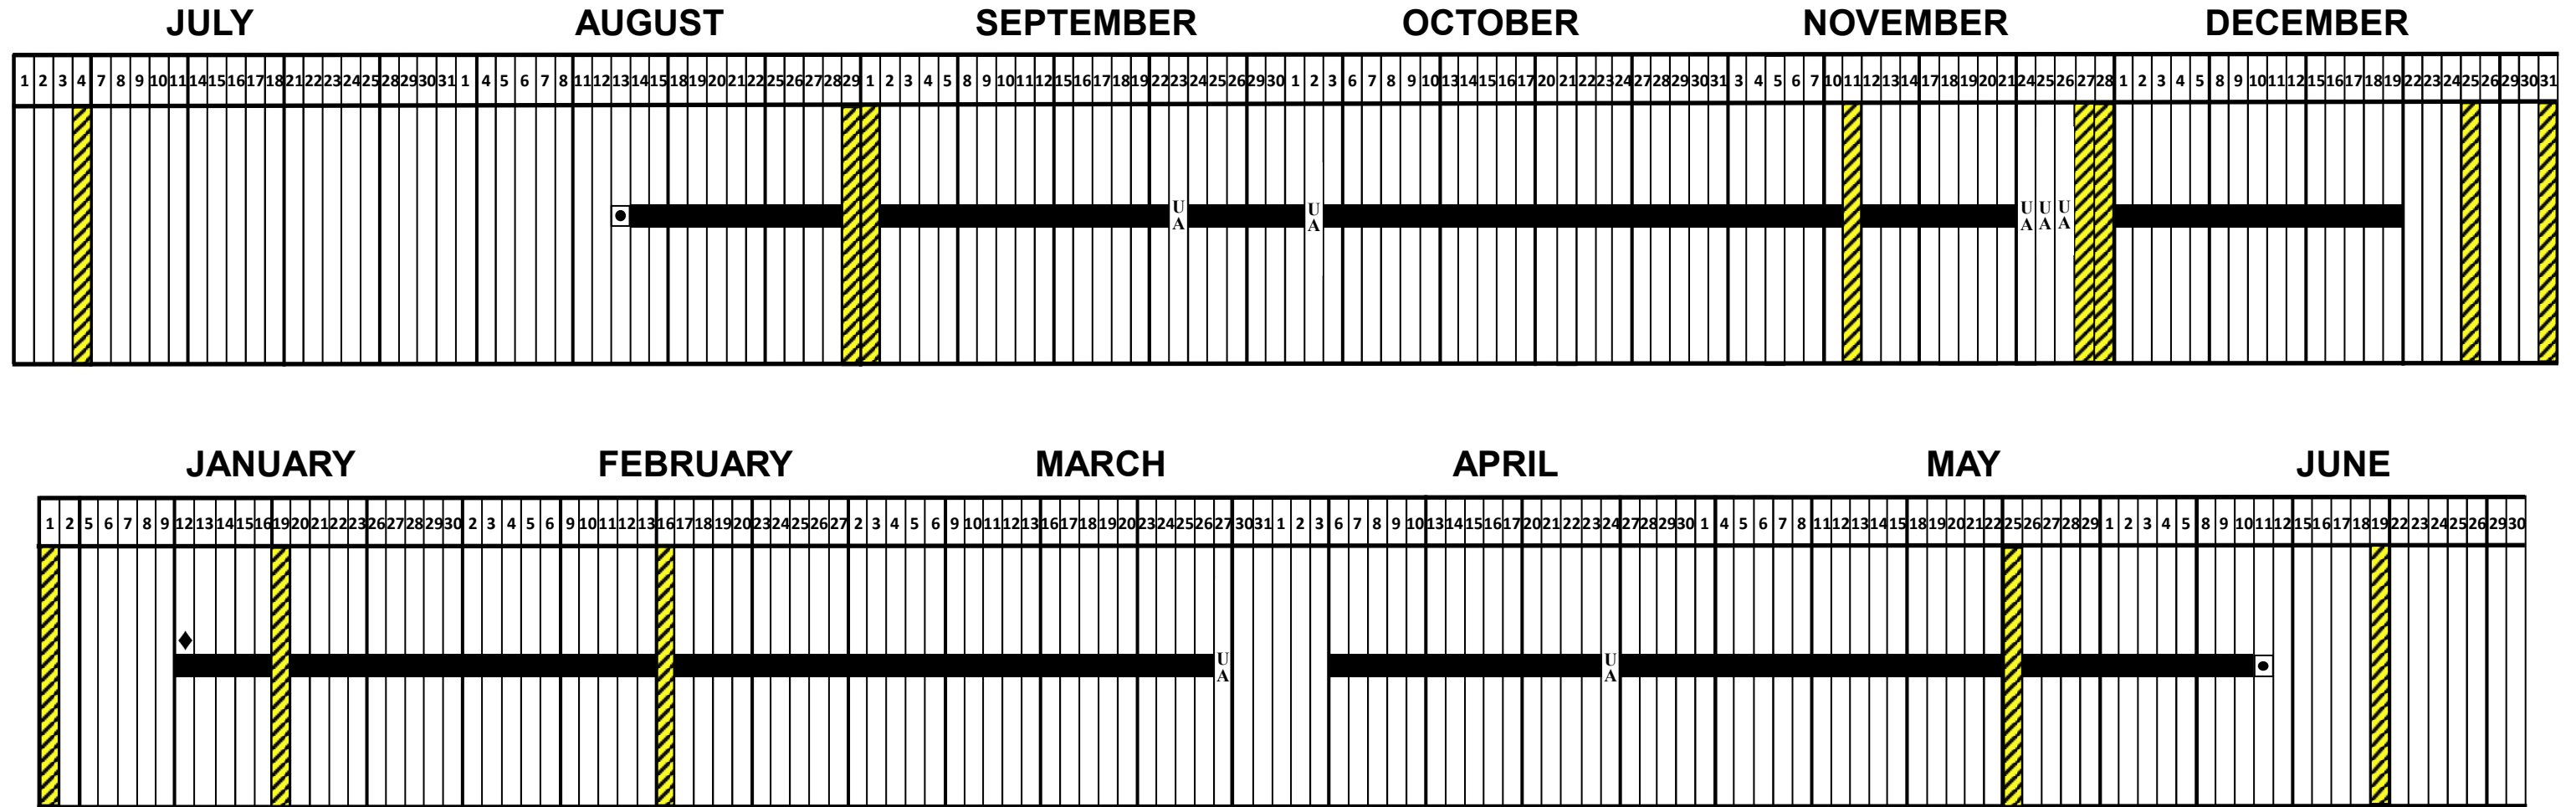 JULY AUGUST SEPTEMBER OCTOBER NOVEMBER DECEMBER
1 2 3 4 7 8 9 10 11 14 15 16 17 18 21 22 23 24 25 28 29 30 31 1 4 5 6 7 8 11 12 13 14 15 18 19 20 21 22 25 26 27 28 29 1 2 3 4 5 8 9 10 11 12 15 16 17 18 19 22 23 24 25 26 29 30 1 2 3 6 7 8 9 10 13 14 15 16 17 20 21 22 23 24 27 28 29 30 31 3 4 5 6 7 10 11 12 13 14 17 18 19 20 21 24 25 26 27 28 1 2 3 4 5 8 9 10 11 12 15 16 17 18 19 22 23 24 25 26 29 30 31
U U U U U
A A A A A
JANUARY FEBRUARY MARCH APRIL MAY JUNE
1 2 5 6 7 8 9 12 13 14 15 16 19 20 21 22 23 26 27 28 29 30 2 3 4 5 6 9 10 11 12 13 16 17 18 19 20 23 24 25 26 27 2 3 4 5 6 9 10 11 12 13 16 17 18 19 20 23 24 25 26 27 30 31 1 2 3 6 7 8 9 10 13 14 15 16 17 20 21 22 23 24 27 28 29 30 1 4 5 6 7 8 11 12 13 14 15 18 19 20 21 22 25 26 27 28 29 1 2 3 4 5 8 9 10 11 12 15 16 17 18 19 22 23 24 25 26 29 30
U U
A A